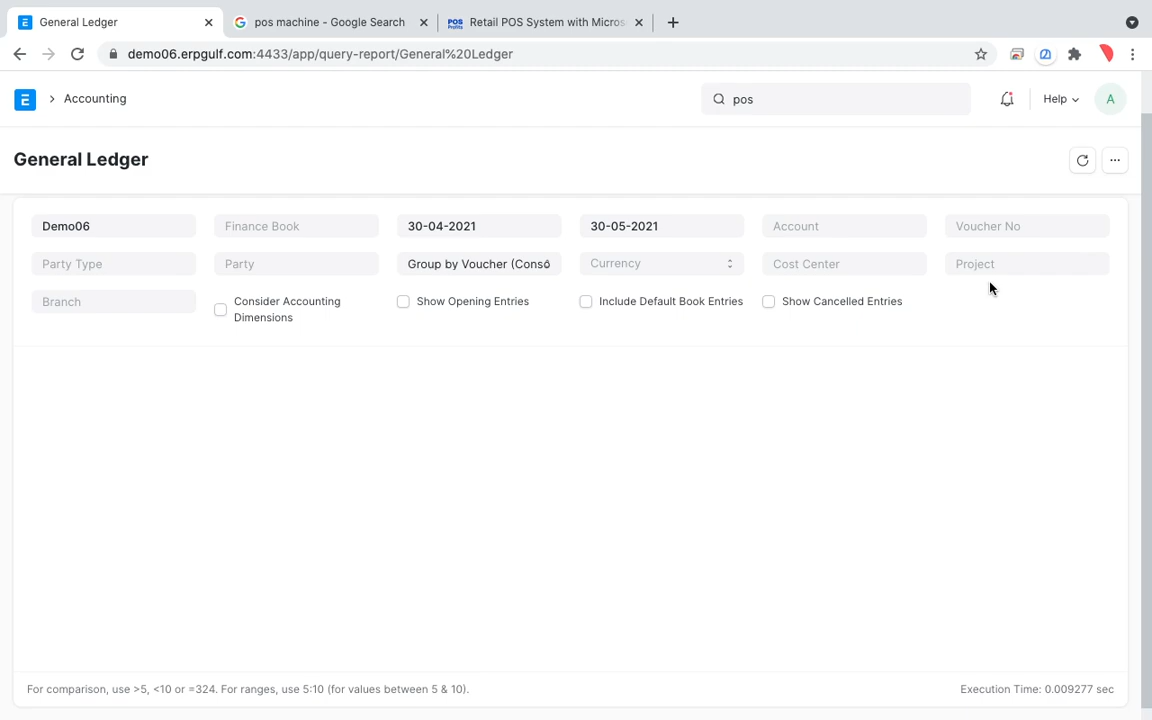 General Ledger
pos machine - Google Search
POS Retail POS System with Micros
demo06.erpgulf.com:4433/app/query-report/General%20Ledger
E Accounting
pos
Help
A
General Ledger
Demo06
Finance Book
30-04-2021
30-05-2021
Account
Voucher No
Party Type
Party
Group by Voucher (Conso
Currency
Cost Center
Project
Branch
Consider Accounting
Dimensions
Show Opening Entries
Include Default Book Entries
Show Cancelled Entries
For comparison, use >5, <10 or =324. For ranges, use 5:10 (for values between 5 & 10).
Execution Time: 0.009277 sec